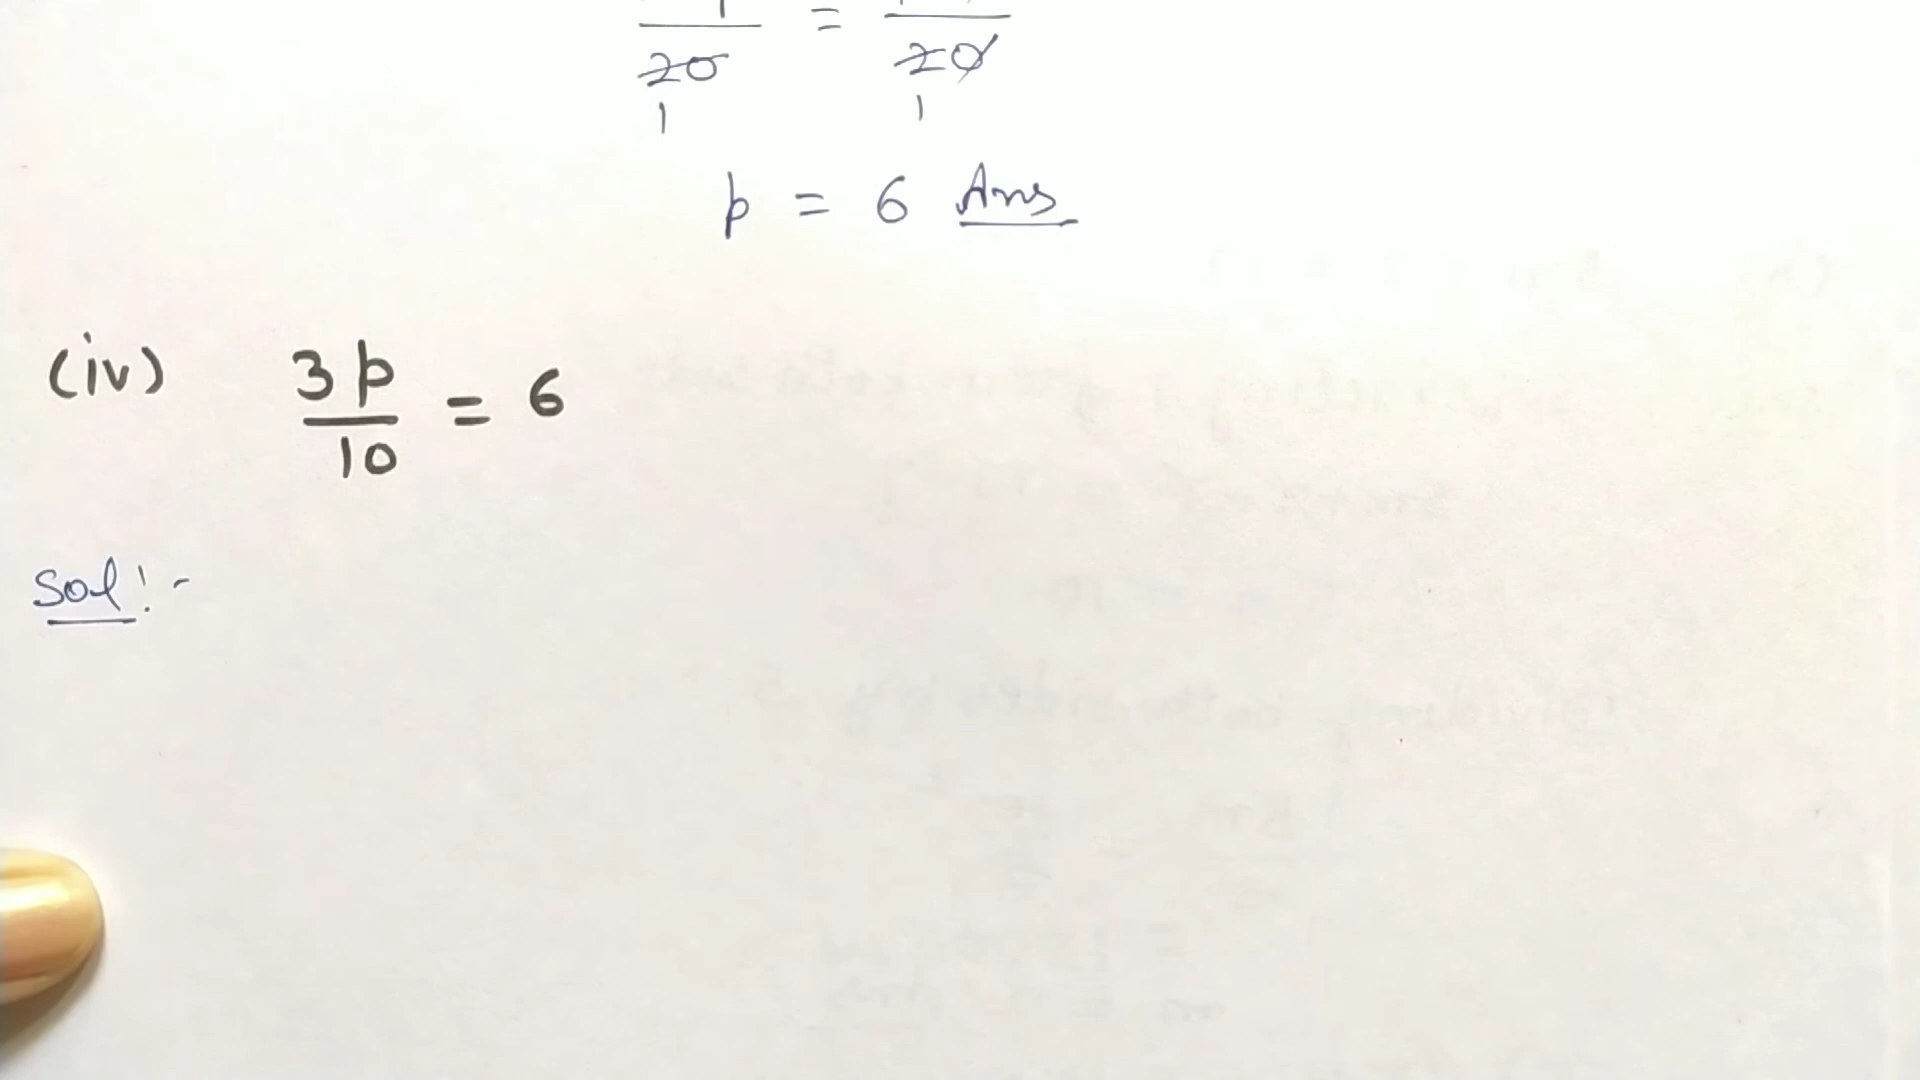 20 = 20
1 1
p = 6 Ans
(iv) 3p/10 = 6
Sol:-